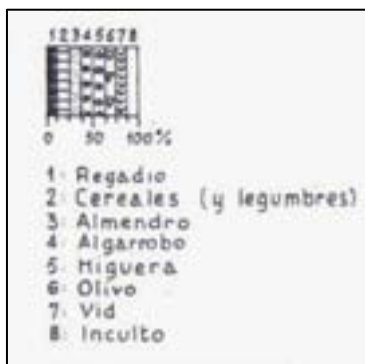 12345678
0 50 100%
1: Regadio
2: Cereales (y legumbres)
3: Almendro
4: Algarrobo
5: Higuera
6: Olivo
7: Vid
8: Inculto